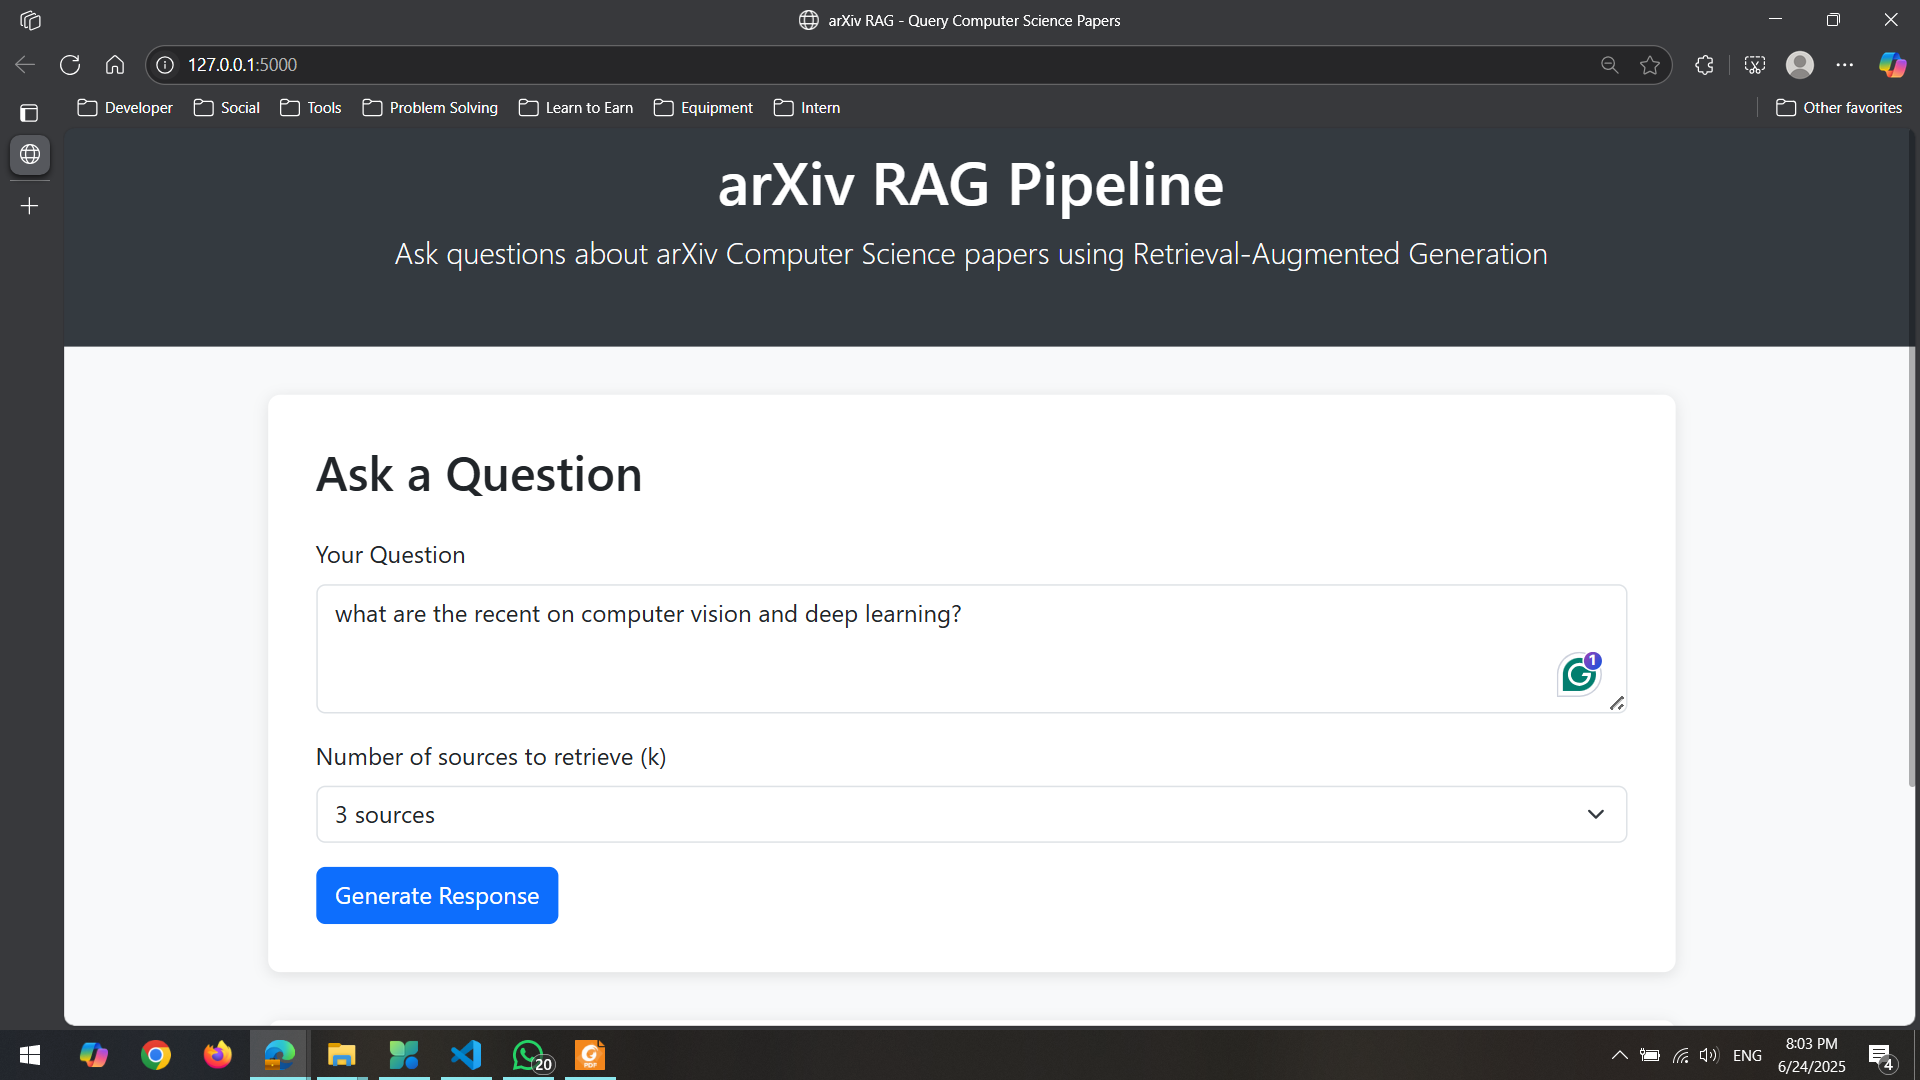 arXiv RAG - Query Computer Science Papers
127.0.0.1:5000
Developer
Social
Tools
Problem Solving
Learn to Earn
Equipment
Intern
Other favorites
arXiv RAG Pipeline
Ask questions about arXiv Computer Science papers using Retrieval-Augmented Generation
Ask a Question
Your Question
what are the recent on computer vision and deep learning?
1
Number of sources to retrieve (k)
3 sources
Generate Response
20
PDF
ENG
8:03 PM
6/24/2025
4